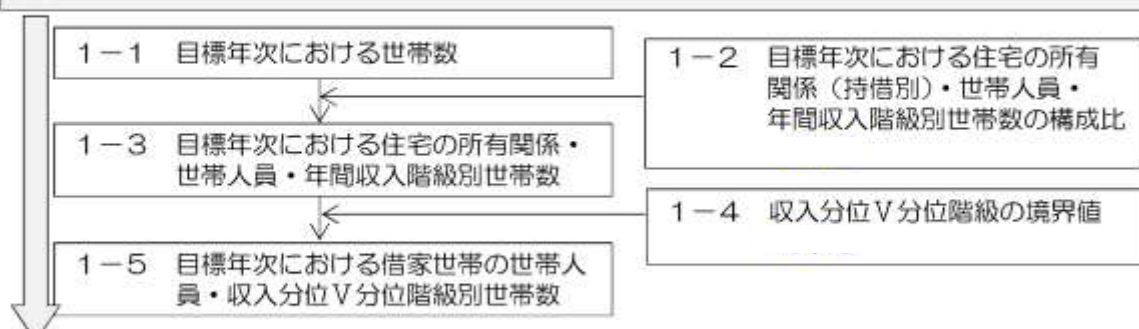 1－1　目標年次における世帯数
1－2　目標年次における住宅の所有
関係（持借別）・世帯人員・
年間収入階級別世帯数の構成比
1－3　目標年次における住宅の所有関係・
世帯人員・年間収入階級別世帯数
1－4　収入分位Ⅴ分位階級の境界値
1－5　目標年次における借家世帯の世帯人
員・収入分位Ⅴ分位階級別世帯数